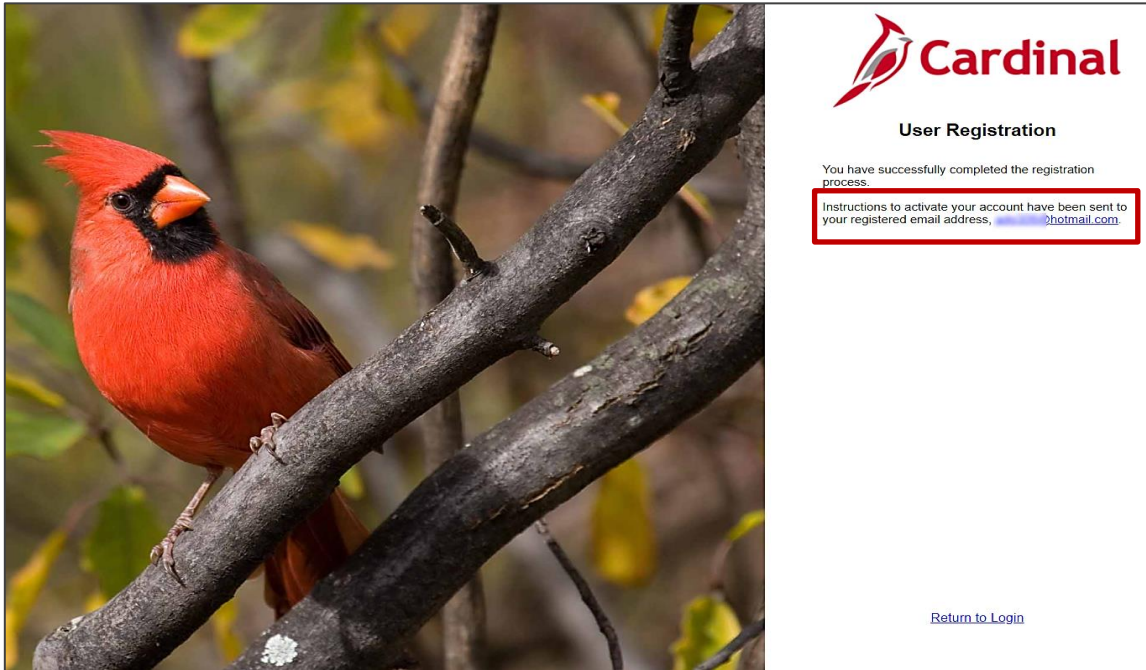 Cardinal
User Registration
You have successfully completed the registration
process.
Instructions to activate your account have been sent to
your registered email address, @hotmail.com.
Return to Login